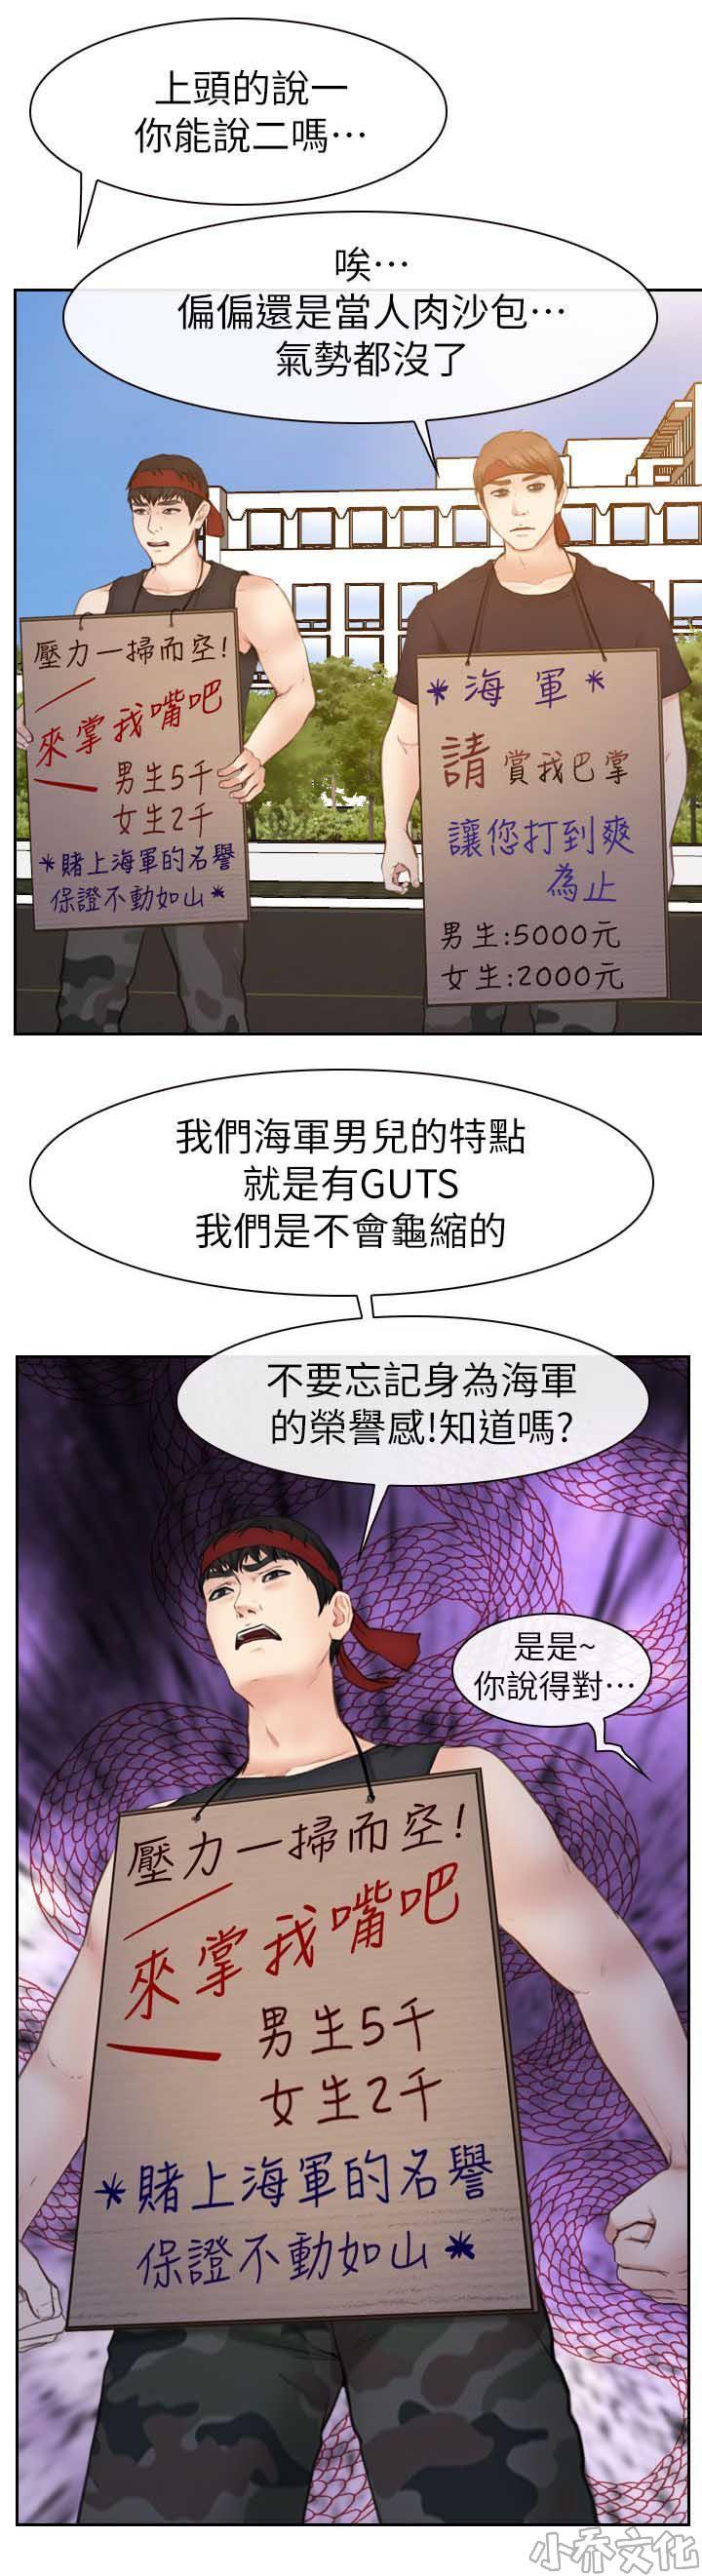 上頭的說一
你能說二嗎⋯
唉⋯
偏偏還是當人肉沙包⋯
氣勢都沒了
壓力一掃而空!
來掌我嘴吧
男生5千
女生2千
*賭上海軍的名譽
保證不動如山*
*海軍*
請賞我巴掌
讓您打到爽
為止
男生:5000元
女生:2000元
我們海軍男兒的特點
就是有GUTS
我們是不會龜縮的
不要忘記身為海軍
的榮譽感!知道嗎?
是是~
你說得對⋯
壓力一掃而空!
來掌我嘴吧
男生5千
女生2千
*賭上海軍的名譽
保證不動如山*
小乔文化